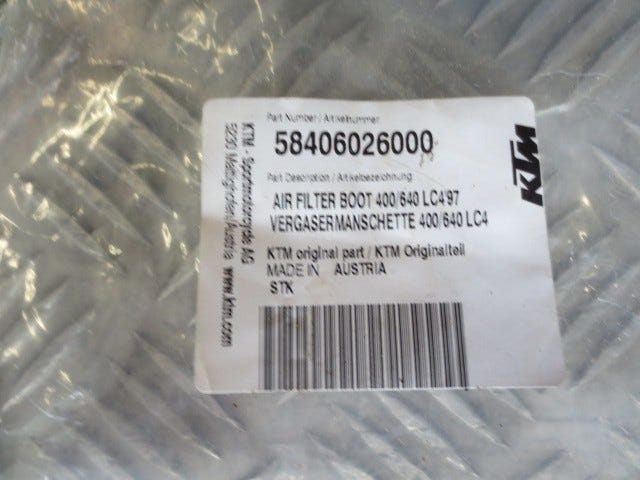 Part Number / Artikelnummer
58406026000
Part Description / Artikelbezeichnung
AIR FILTER BOOT 400/640 LC4'97
VERGASERMANSCHETTE 400/640 LC4
KTM original part / KTM Originalteil
MADE IN AUSTRIA
STK
KTM
KTM - Sportmotorcycle AG
5230 Mattighofen/Austria www.ktm.com